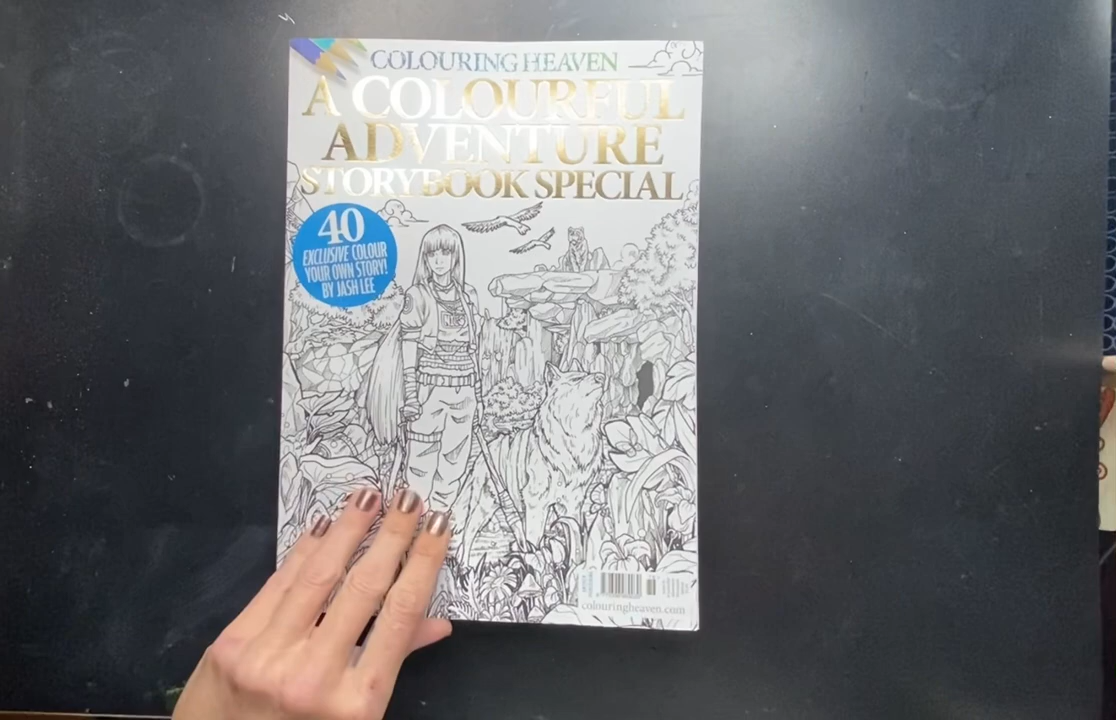 COLOURING HEAVEN
A COLOURFUL
ADVENTURE
STORYBOOK SPECIAL
40
EXCLUSIVE COLOUR
YOUR OWN STORY!
BY JASH LEE
colouringheaven.com